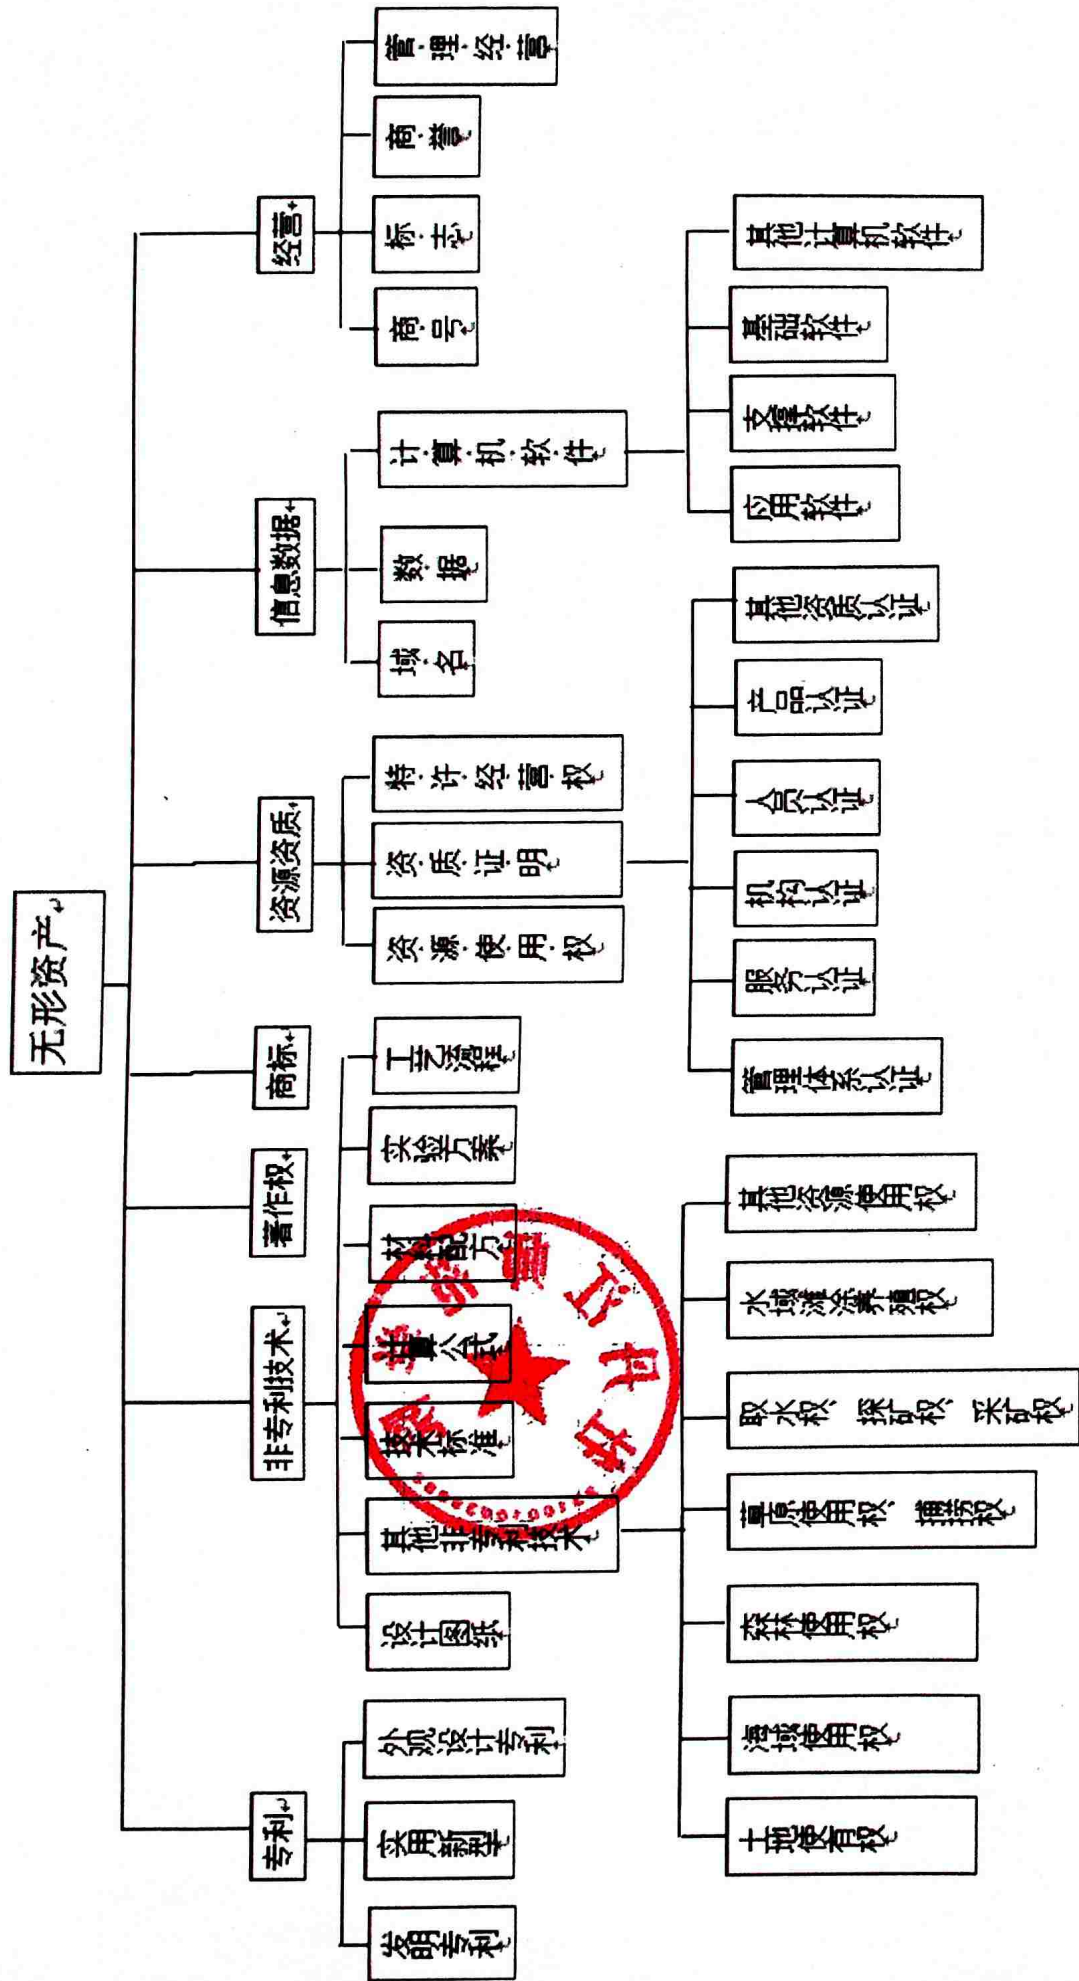 无形资产
专利
非专利技术
著作权
商标
资源资质
信息数据
经营
发明专利
实用新型
外观设计专利
设计图纸
其他非专利技术
技术标准
计算公式
材料配方
实验方案
工艺流程
资源使用权
资质证明
特许经营权
域名
数据
计算机软件
商号
标志
商誉
管理经营
土地使有权
海域使用权
森林使用权
草原使用权、捕捞权
取水权、探矿权、采矿权
水域滩涂养殖权
其他资源使用权
管理体系认证
服务认证
机构认证
人员认证
产品认证
其他资质认证
应用软件
支撑软件
基础软件
其他计算机软件